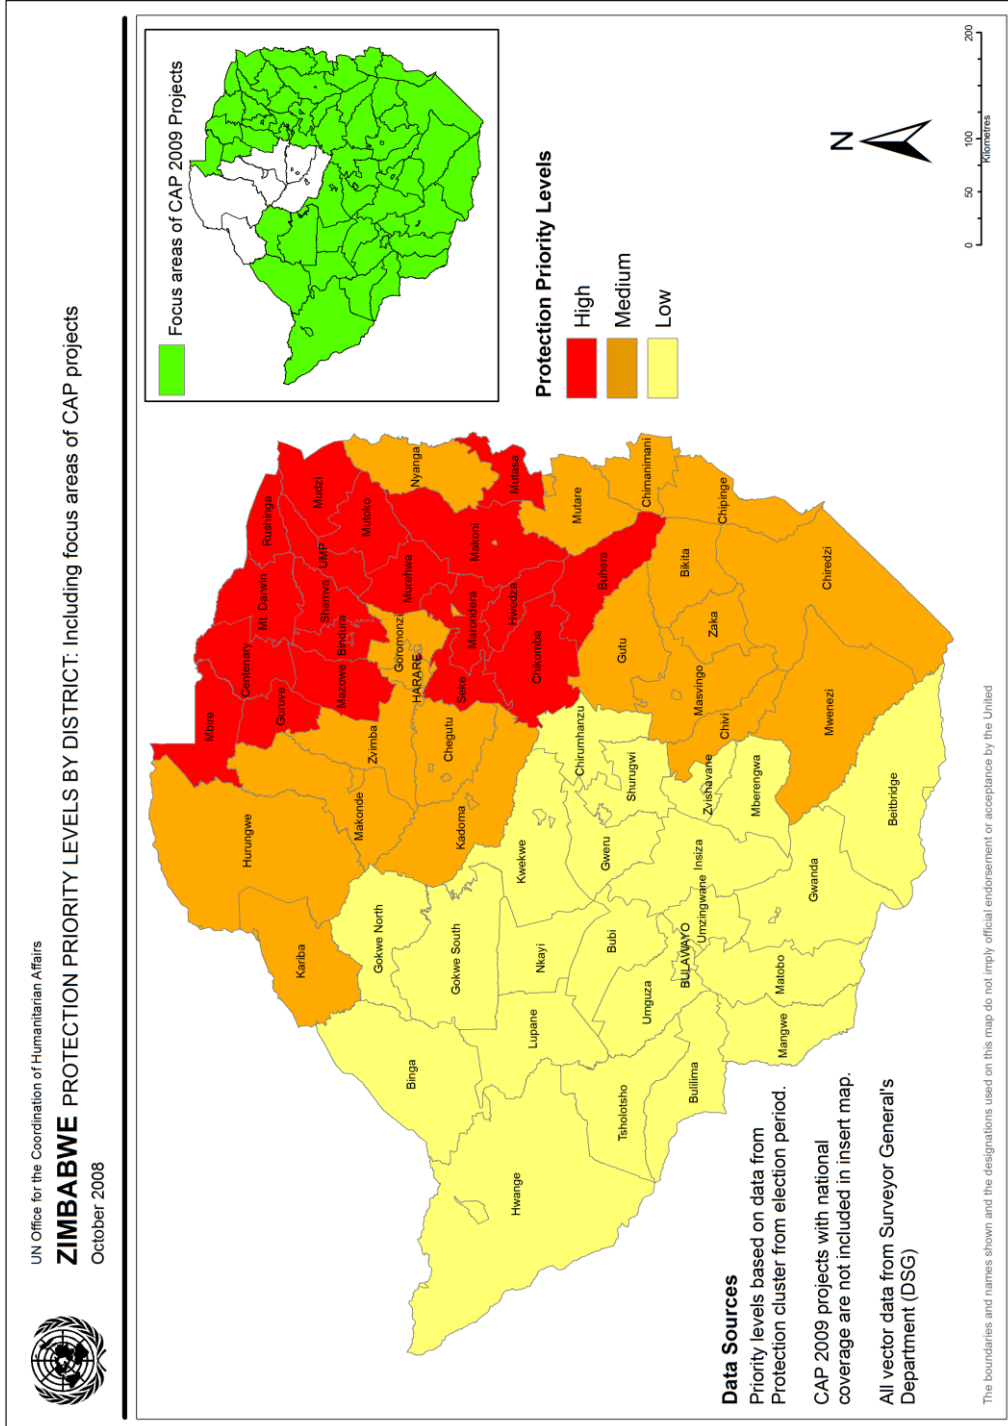 UN Office for the Coordination of Humanitarian Affairs
ZIMBABWE PROTECTION PRIORITY LEVELS BY DISTRICT: Including focus areas of CAP projects
October 2008
Focus areas of CAP 2009 Projects
Protection Priority Levels
High
Medium
Low
N
0 50 100 200
Kilometres
Mbire
Centenary
Mt. Darwin
Rushinga
Guruve
Mazowe
Bindura
Shamva
UMP
Mudzi
Mutoko
Nyanga
Hurungwe
Kariba
Makonde
Zvimba
HARARE
Goromonzi
Murehwa
Makoni
Mutasa
Chegutu
Kadoma
Seke
Marondera
Hwedza
Chikomba
Buhera
Mutare
Chimanimani
Chipinge
Gokwe North
Gokwe South
Binga
Kwekwe
Chirumhanzu
Gutu
Bikita
Zaka
Masvingo
Chivi
Chiredzi
Mwenezi
Nkayi
Lupane
Hwange
Tsholotsho
Bubi
Umguza
Gweru
Shurugwi
Zvishavane
Mberengwa
Insiza
Umzingwane
BULAWAYO
Bulilima
Mangwe
Matobo
Gwanda
Beitbridge
Data Sources
Priority levels based on data from
Protection cluster from election period.
CAP 2009 projects with national
coverage are not included in insert map.
All vector data from Surveyor General's
Department (DSG)
The boundaries and names shown and the designations used on this map do not imply official endorsement or acceptance by the United